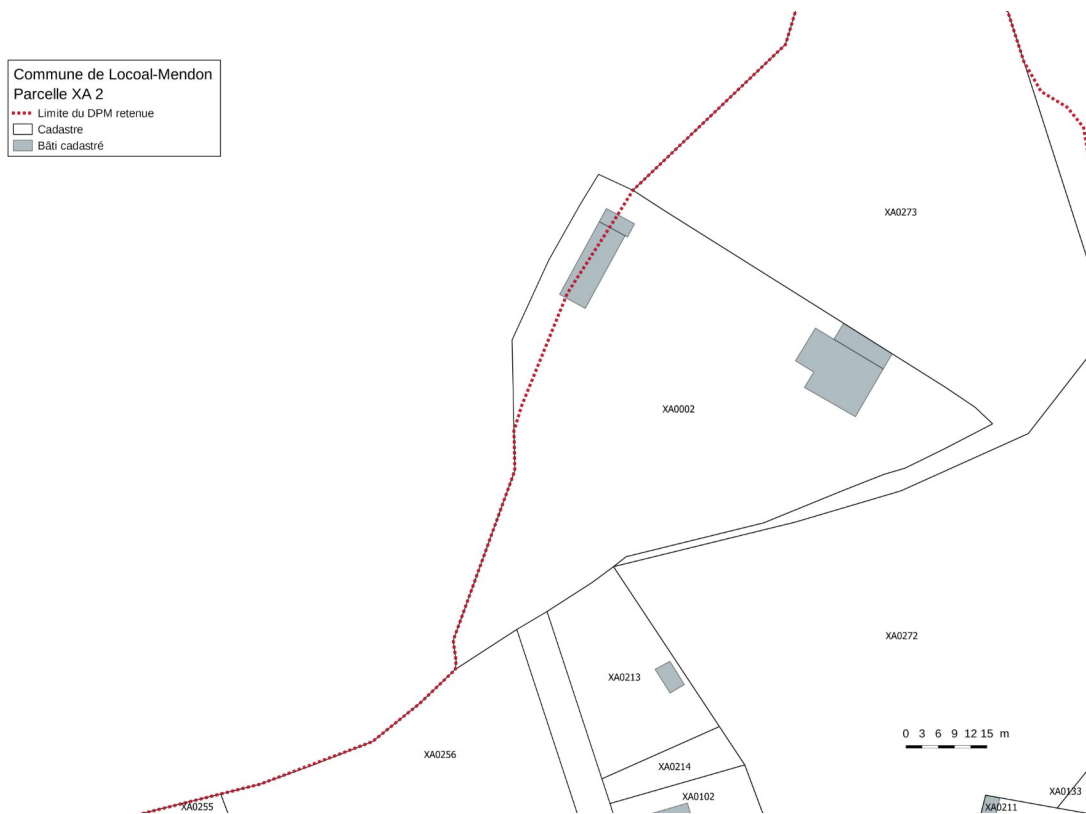 Commune de Locoal-Mendon
Parcelle XA 2
Limite du DPM retenue
Cadastre
Bâti cadastré
XA0273
XA0002
XA0272
XA0213
0 3 6 9 12 15 m
XA0256
XA0214
XA0102
XA0133
XA0255
XA0211